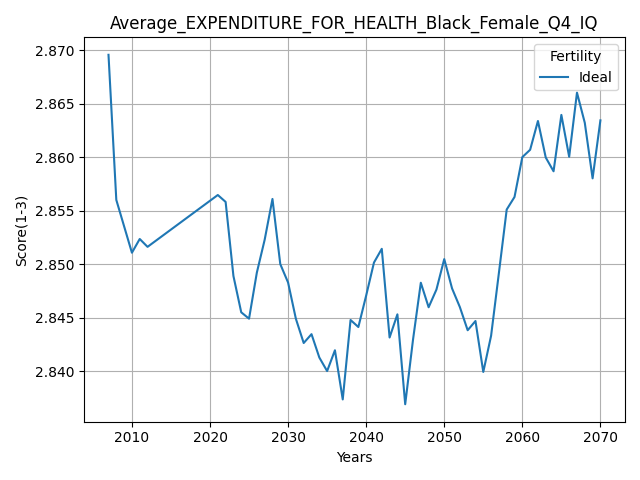 Average_EXPENDITURE_FOR_HEALTH_Black_Female_Q4_IQ
Fertility
Ideal
2.870
2.865
2.860
2.855
2.850
2.845
2.840
Score(1-3)
2010 2020 2030 2040 2050 2060 2070
Years